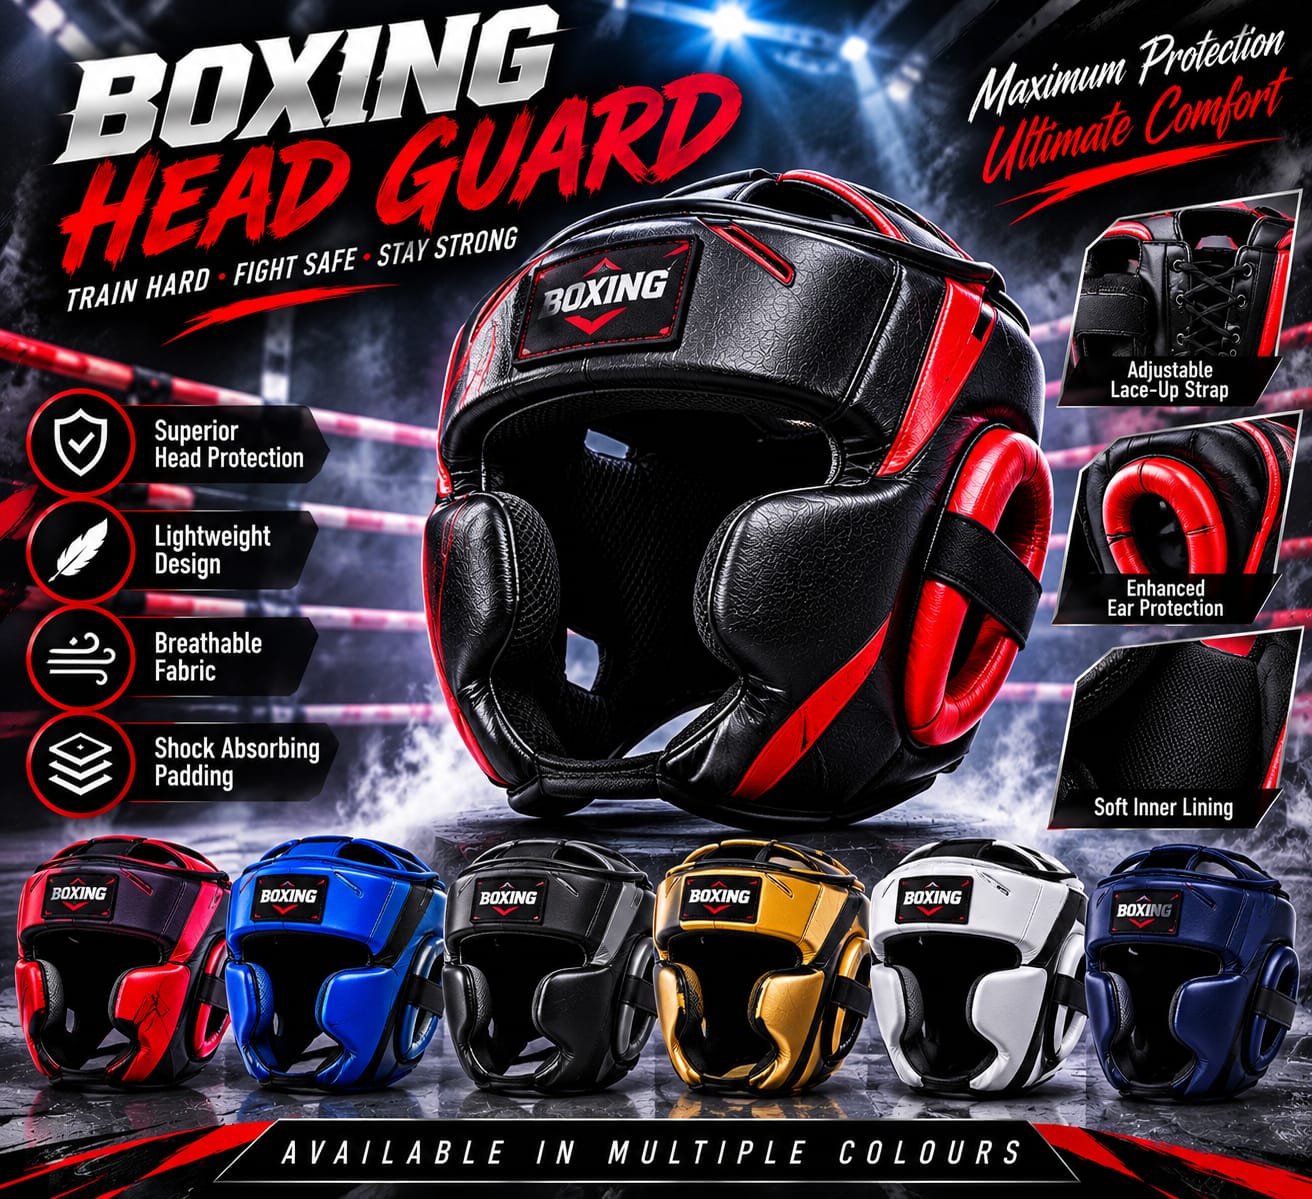 BOXING
HEAD GUARD
TRAIN HARD • FIGHT SAFE • STAY STRONG
Maximum Protection
Ultimate Comfort
BOXING
Superior
Head Protection
Lightweight
Design
Breathable
Fabric
Shock Absorbing
Padding
Adjustable
Lace-Up Strap
Enhanced
Ear Protection
Soft Inner Lining
BOXING
BOXING
BOXING
BOXING
BOXING
BOXING
AVAILABLE IN MULTIPLE COLOURS